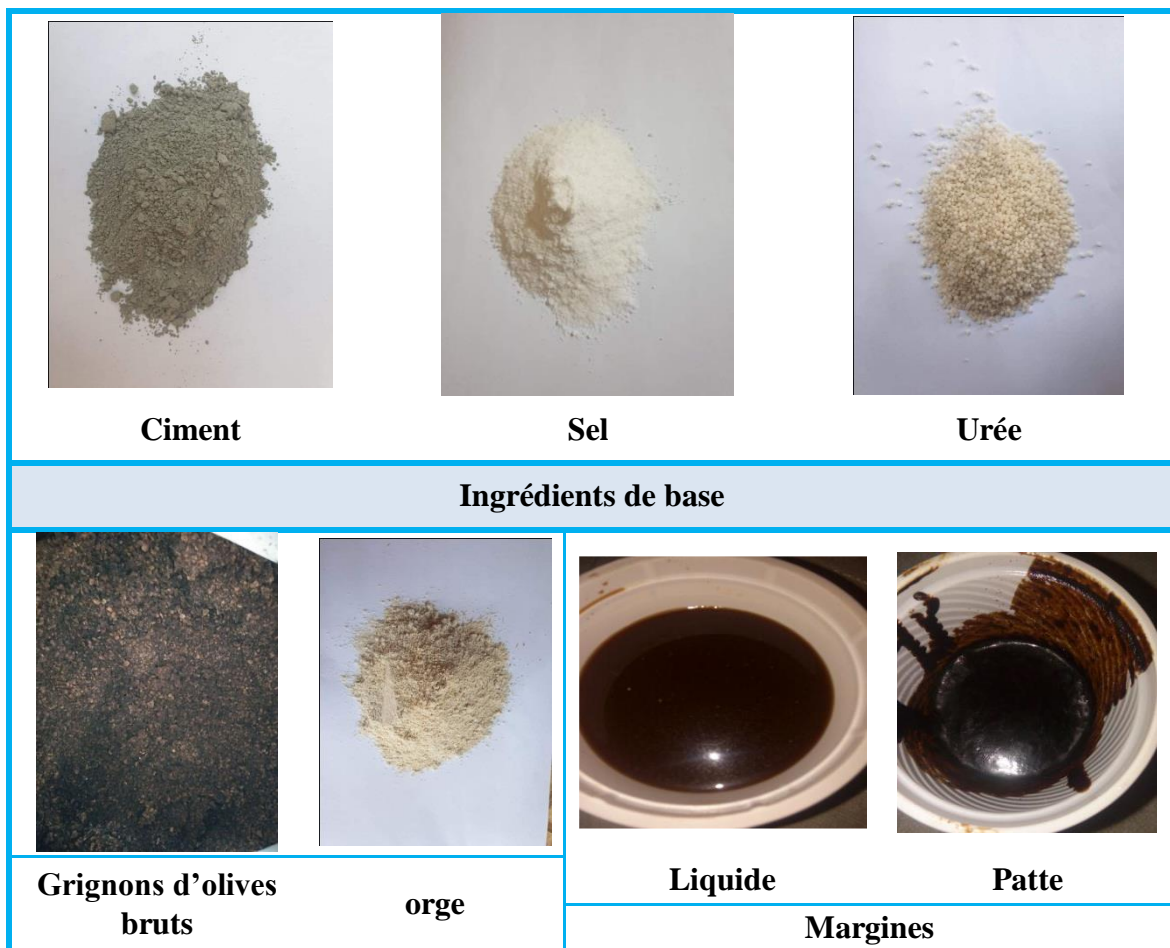 Ciment
Sel
Urée
Ingrédients de base
Grignons d’olives
bruts
orge
Liquide
Patte
Margines